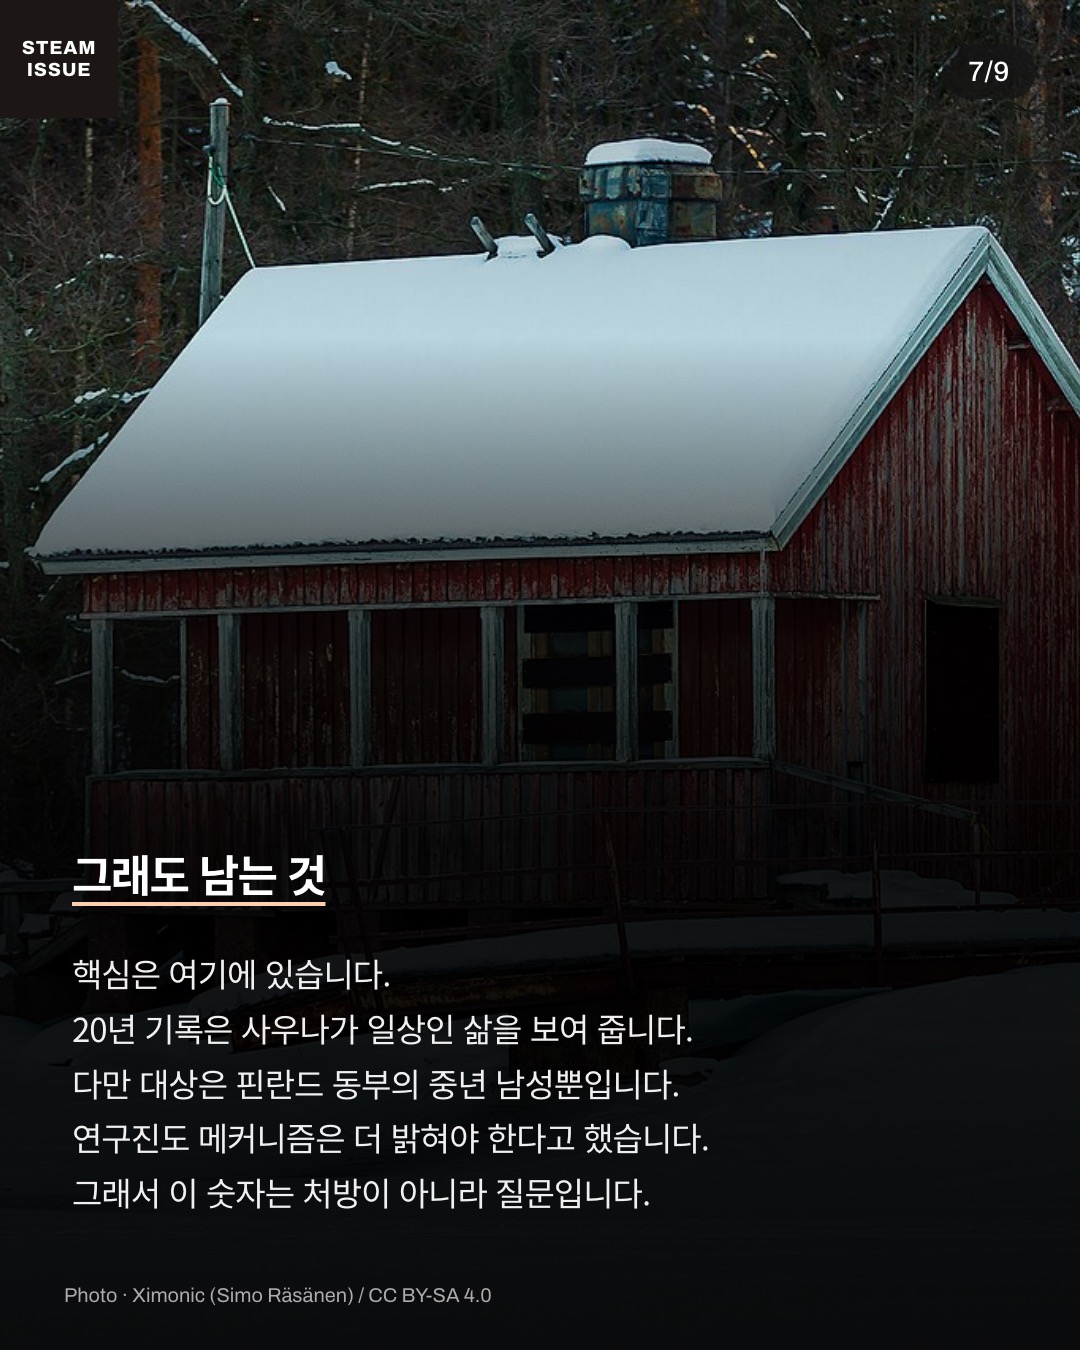 STEAM
ISSUE
7/9
그래도 남는 것
핵심은 여기에 있습니다.
20년 기록은 사우나가 일상인 삶을 보여 줍니다.
다만 대상은 핀란드 동부의 중년 남성뿐입니다.
연구진도 메커니즘은 더 밝혀야 한다고 했습니다.
그래서 이 숫자는 처방이 아니라 질문입니다.
Photo · Ximonic (Simo Räsänen) / CC BY-SA 4.0